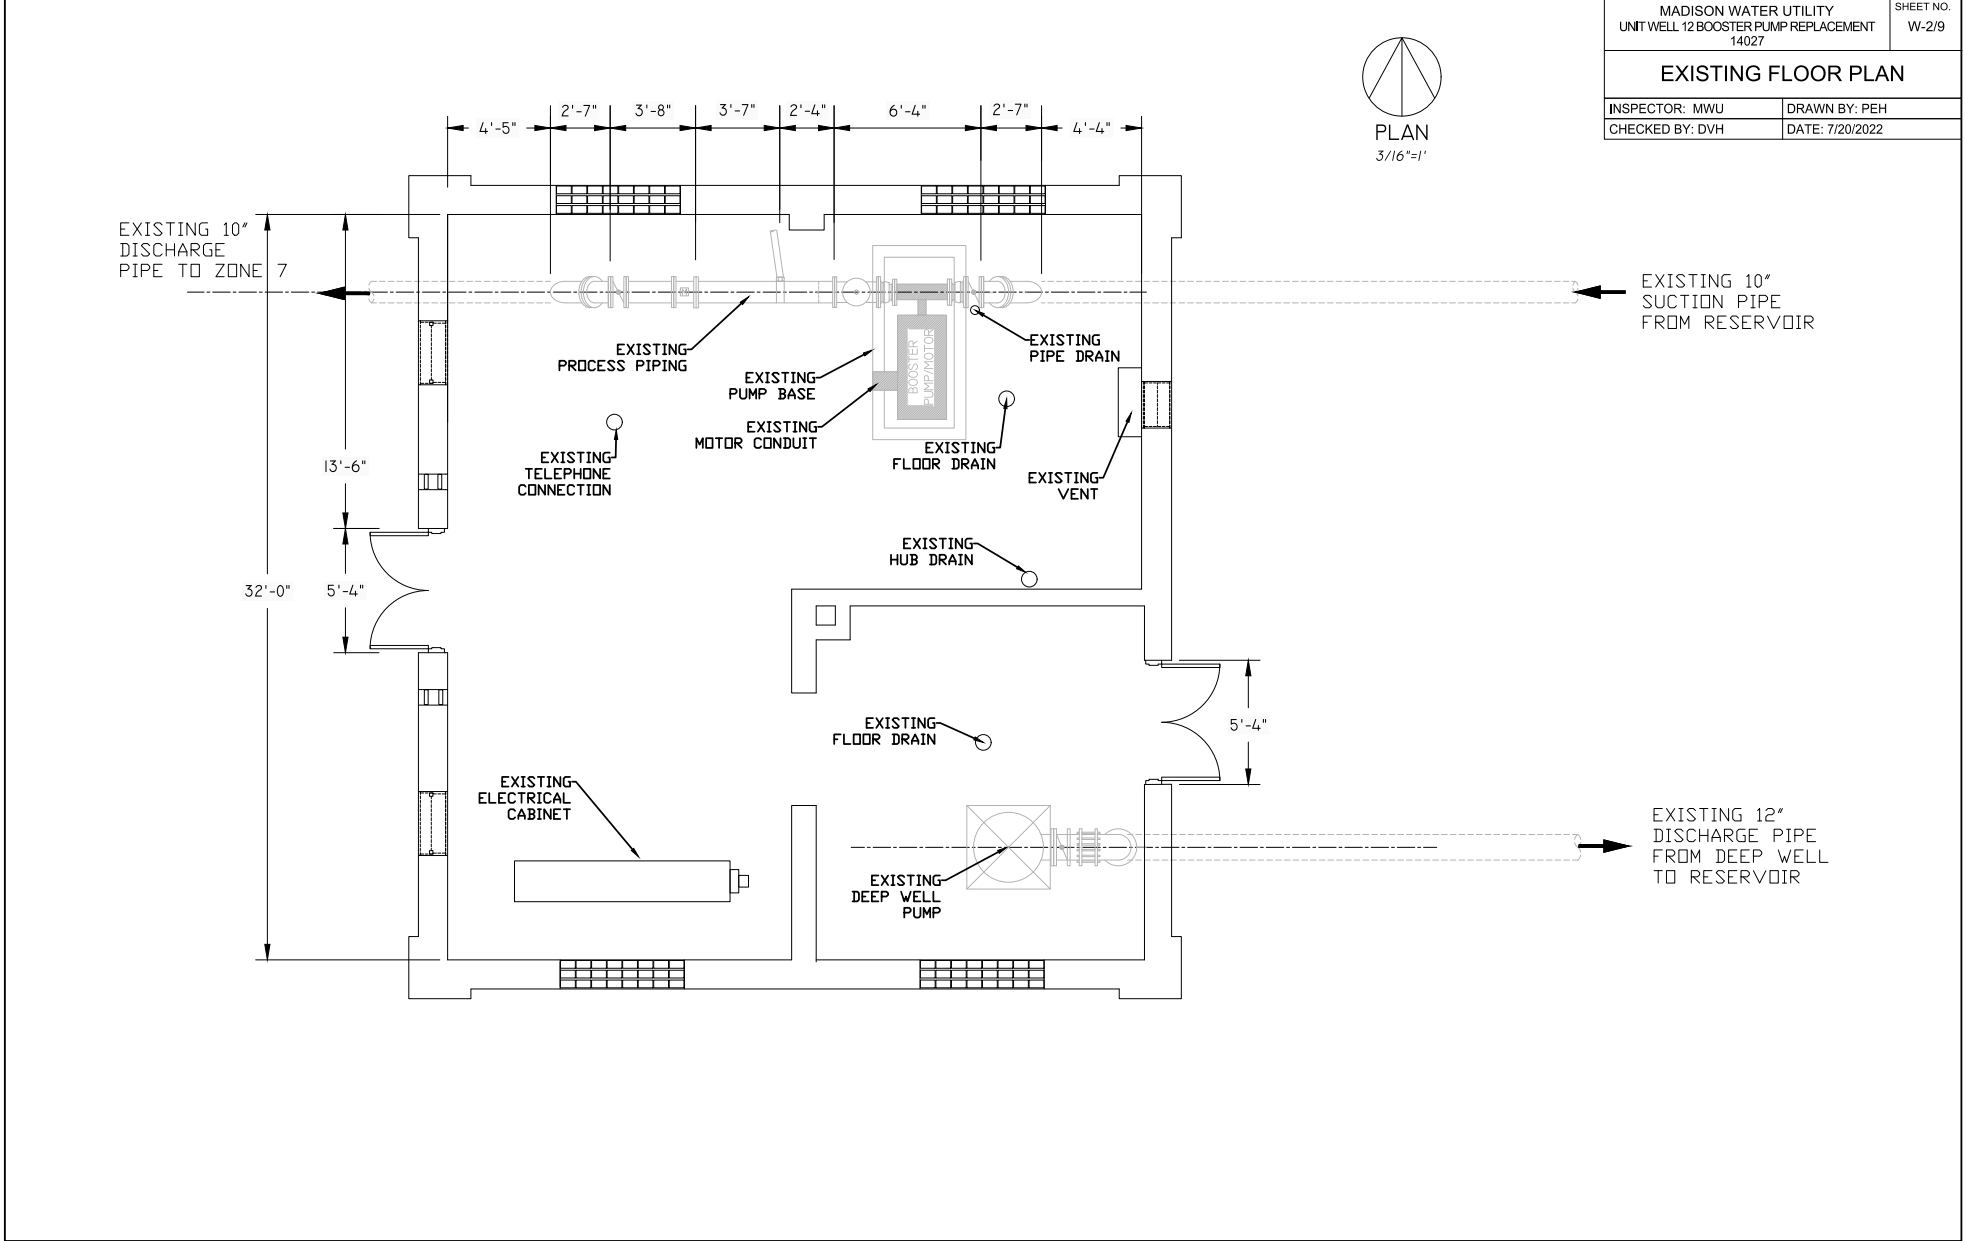 MADISON WATER UTILITY
UNIT WELL 12 BOOSTER PUMP REPLACEMENT
14027
SHEET NO.
W-2/9
EXISTING FLOOR PLAN
INSPECTOR: MWU
DRAWN BY: PEH
CHECKED BY: DVH
DATE: 7/20/2022
PLAN
3/16"=1'
4'-5"
2'-7"
3'-8"
3'-7"
2'-4"
6'-4"
2'-7"
4'-4"
EXISTING 10"
DISCHARGE
PIPE TO ZONE 7
EXISTING 10"
SUCTION PIPE
FROM RESERVOIR
EXISTING
PROCESS PIPING
EXISTING
PUMP BASE
EXISTING
MOTOR CONDUIT
BOOSTER
PUMP/MOTOR
EXISTING
PIPE DRAIN
EXISTING
FLOOR DRAIN
EXISTING
VENT
EXISTING
TELEPHONE
CONNECTION
13'-6"
32'-0"
5'-4"
EXISTING
HUB DRAIN
EXISTING
FLOOR DRAIN
5'-4"
EXISTING
ELECTRICAL
CABINET
EXISTING
DEEP WELL
PUMP
EXISTING 12"
DISCHARGE PIPE
FROM DEEP WELL
TO RESERVOIR